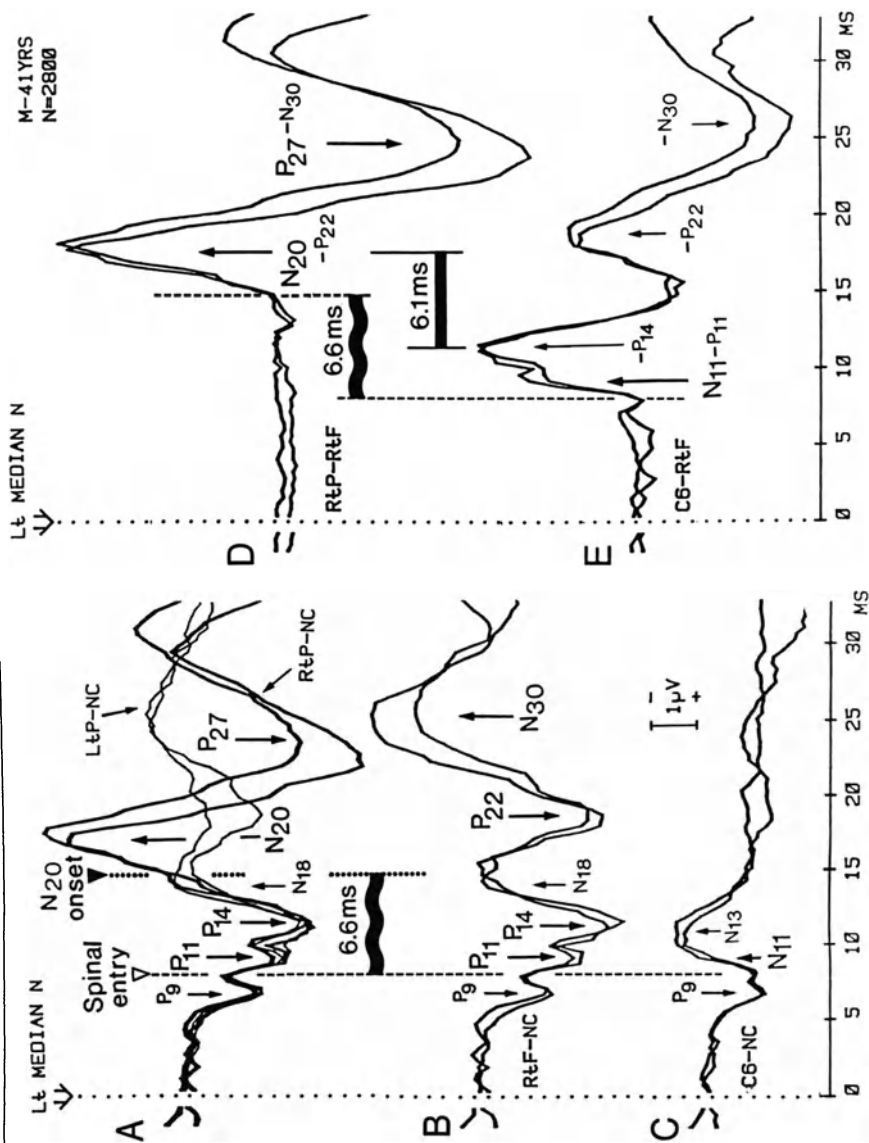 Lt MEDIAN N
A
Spinal entry
N20 onset
LtP-NC
RtP-NC
P9
P11
P14
N18
N20
P27
6.6ms
B
RtF-NC
P9
P11
P14
N18
P22
N30
C
C6-NC
P9
N11
N13
1µV
−
+
0 5 10 15 20 25 30 MS
Lt MEDIAN N
M-41YRS
N=2800
D
RtP-RtF
N20-P22
P27-N30
6.6ms
6.1ms
E
C6-RtF
N11-P11
-P14
-P22
-N30
0 5 10 15 20 25 30 MS